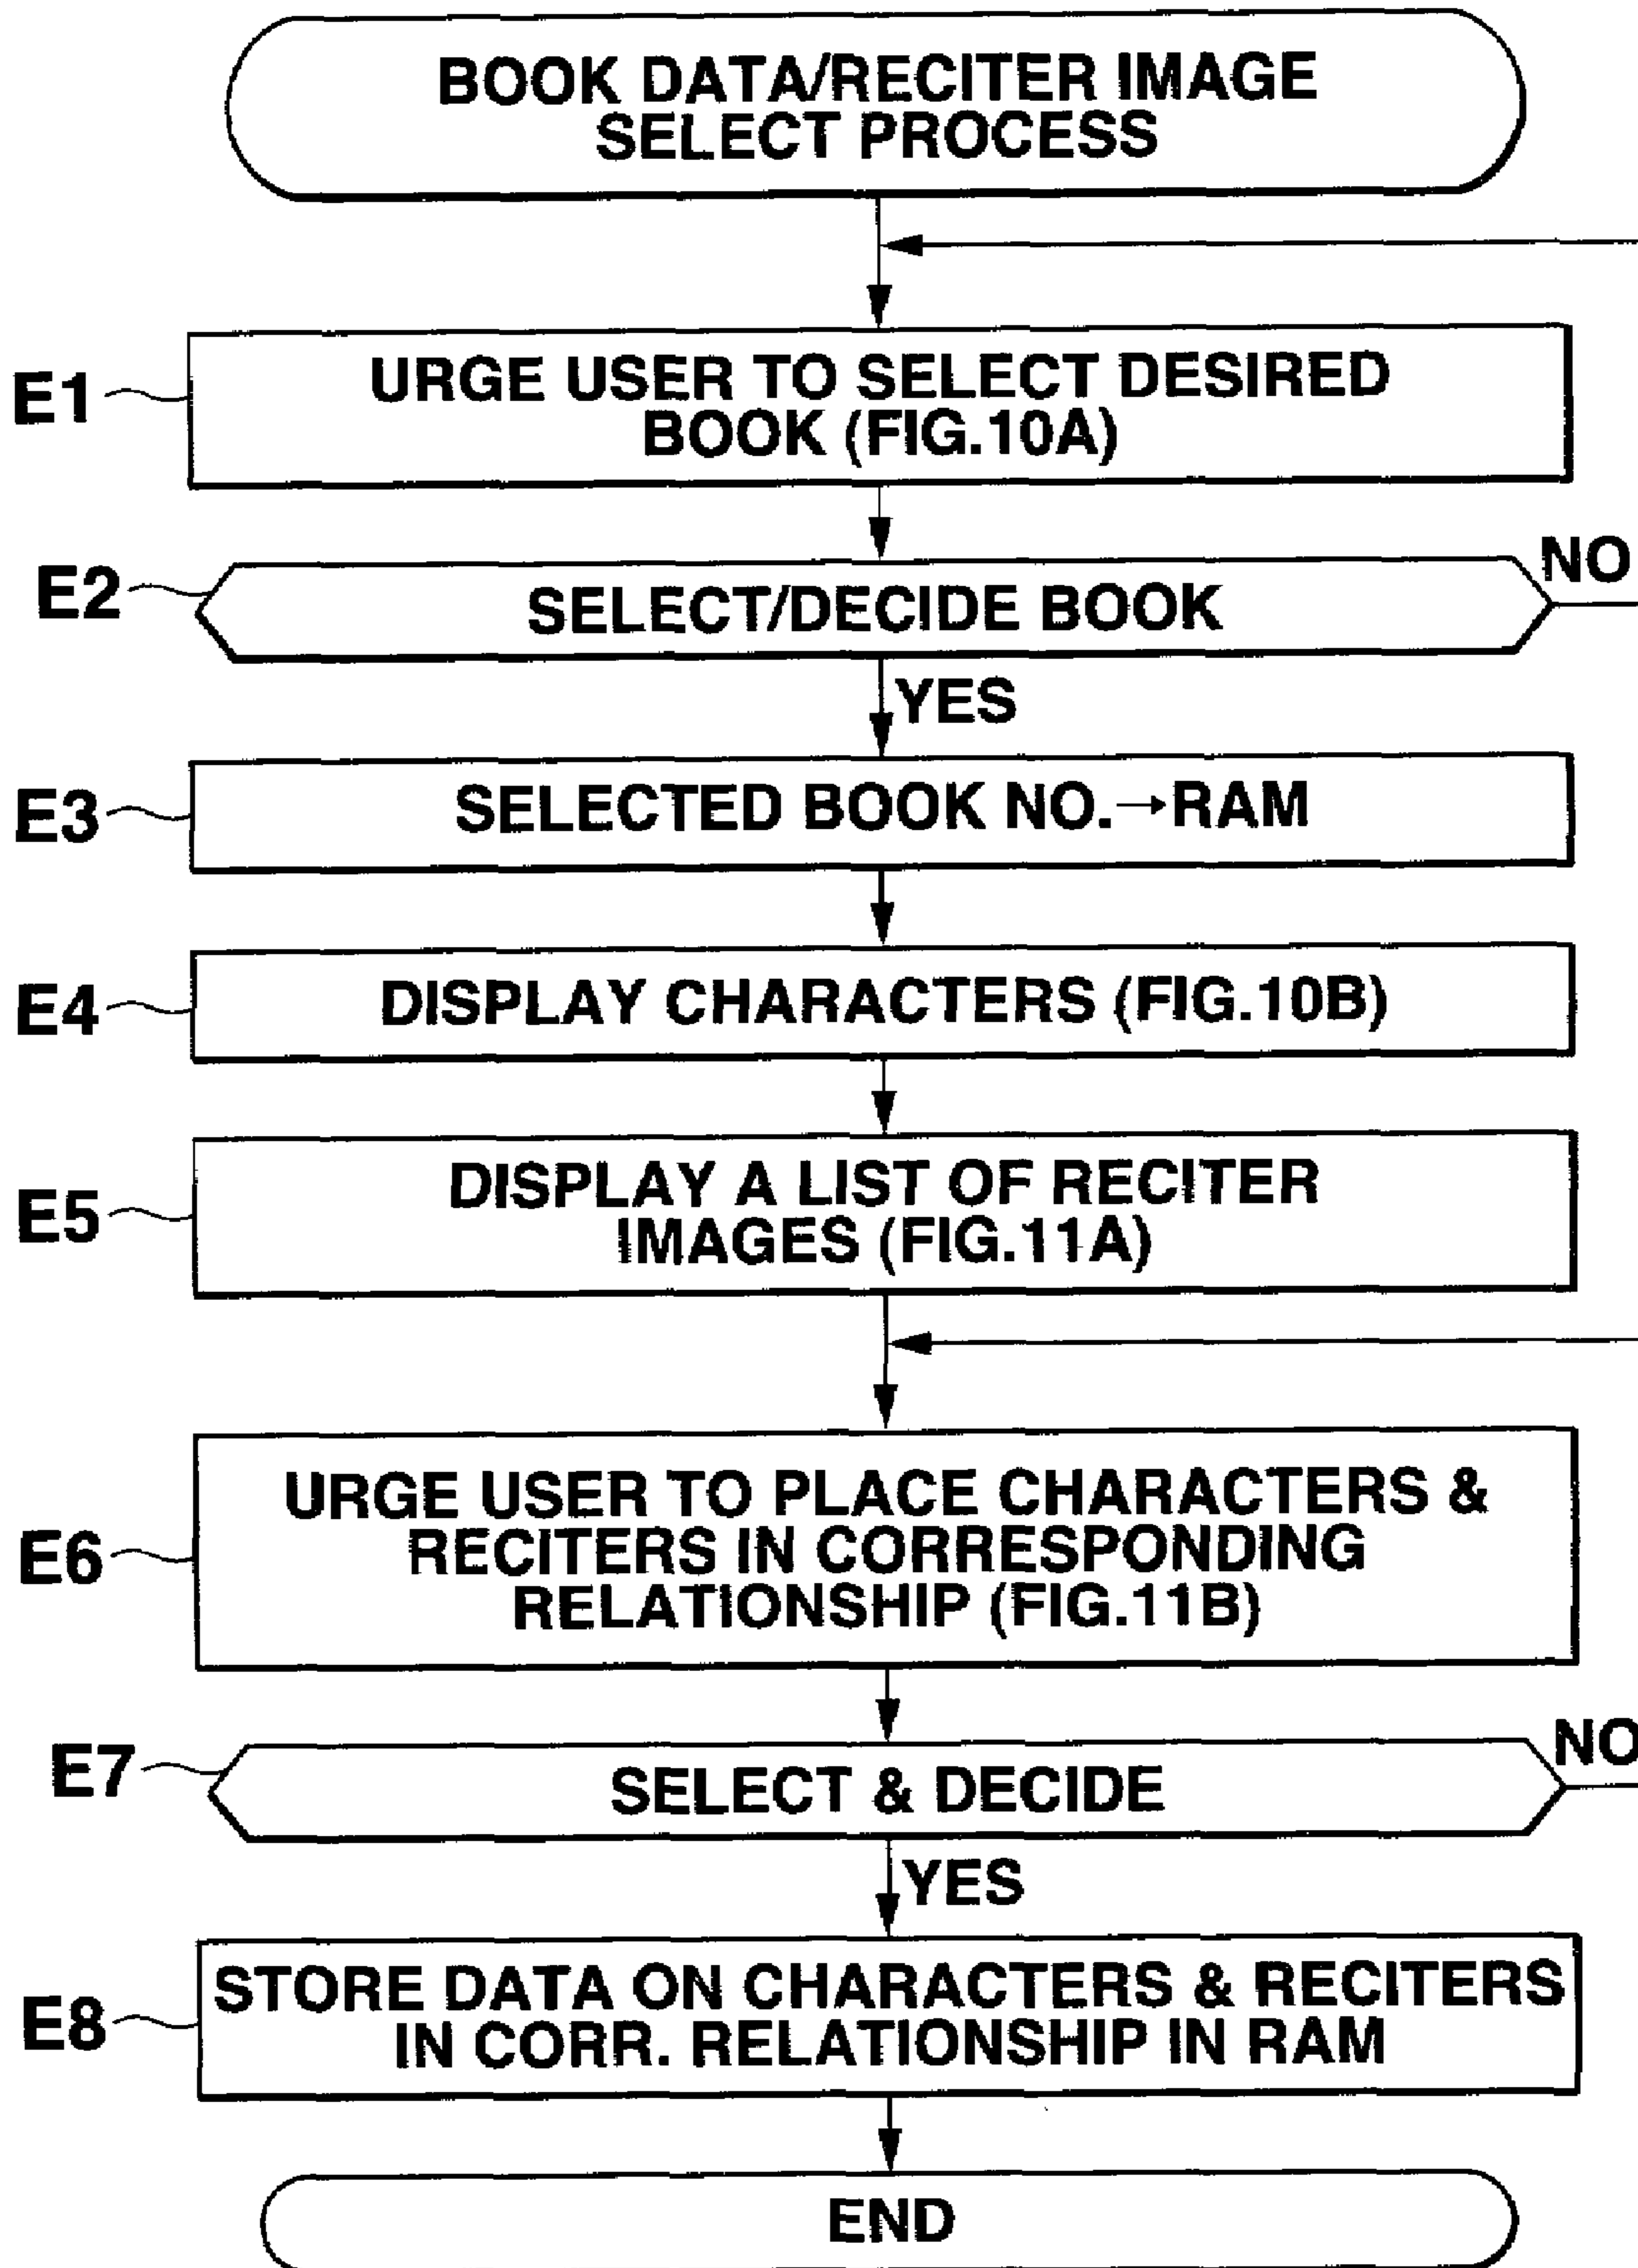 BOOK DATA/RECITER IMAGE
SELECT PROCESS
E1
URGE USER TO SELECT DESIRED
BOOK (FIG.10A)
E2
SELECT/DECIDE BOOK
NO
YES
E3
SELECTED BOOK NO.→RAM
E4
DISPLAY CHARACTERS (FIG.10B)
E5
DISPLAY A LIST OF RECITER
IMAGES (FIG.11A)
E6
URGE USER TO PLACE CHARACTERS &
RECITERS IN CORRESPONDING
RELATIONSHIP (FIG.11B)
E7
SELECT & DECIDE
NO
YES
E8
STORE DATA ON CHARACTERS & RECITERS
IN CORR. RELATIONSHIP IN RAM
END